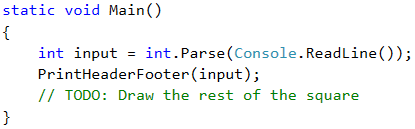 static void Main()
{
    int input = int.Parse(Console.ReadLine());
    PrintHeaderFooter(input);
    // TODO: Draw the rest of the square
}